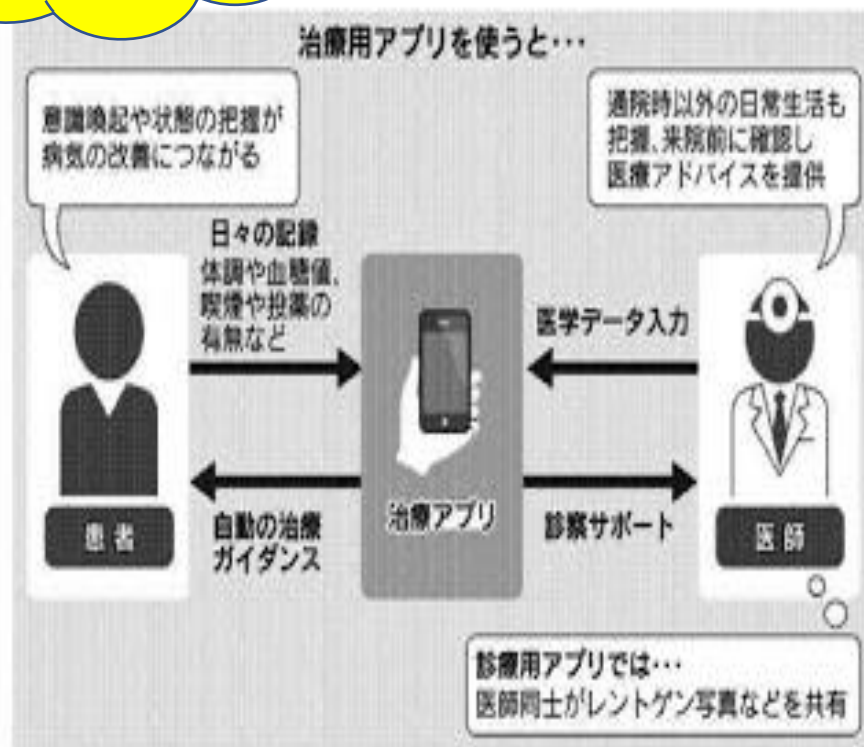 治療用アプリを使うと・・・
意識喚起や状態の把握が
病気の改善につながる
通院時以外の日常生活も
把握、来院前に確認し
医療アドバイスを提供
日々の記録
体調や血糖値、
喫煙や投薬の
有無など
医学データ入力
患者
自動の治療
ガイダンス
治療アプリ
診察サポート
医師
診療用アプリでは・・・
医師同士がレントゲン写真などを共有